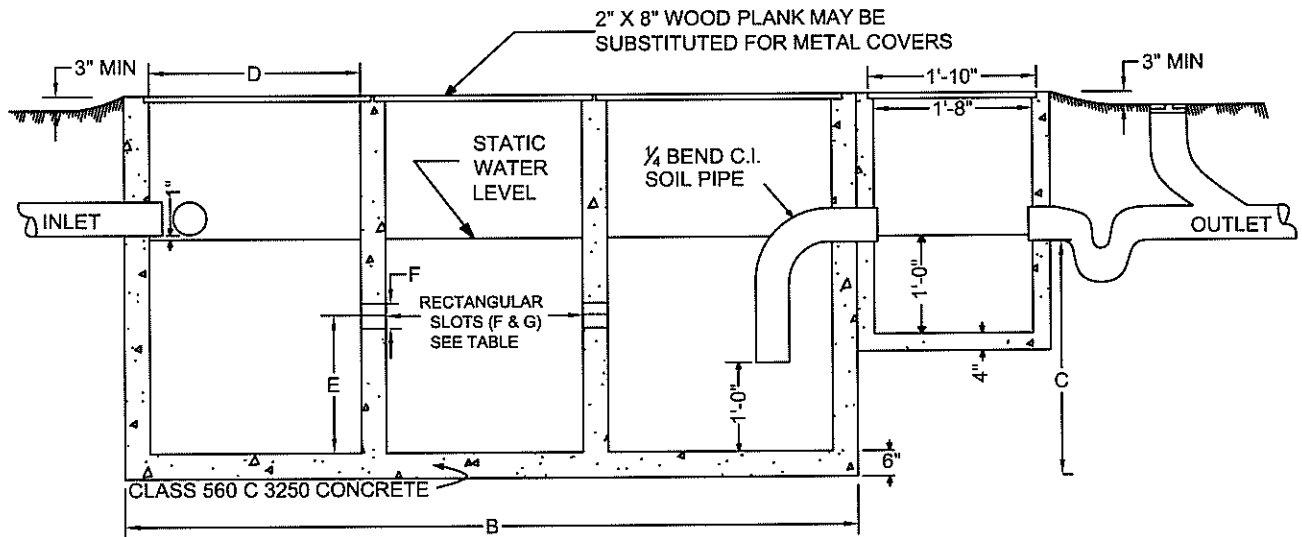 2" X 8" WOOD PLANK MAY BE
SUBSTITUTED FOR METAL COVERS
3" MIN
D
1'-10"
3" MIN
1'-8"
STATIC
WATER
LEVEL
¼ BEND C.I.
SOIL PIPE
1"
INLET
OUTLET
F
RECTANGULAR
SLOTS (F & G)
SEE TABLE
1'-0"
E
1'-0"
4"
C
6"
CLASS 560 C 3250 CONCRETE
B